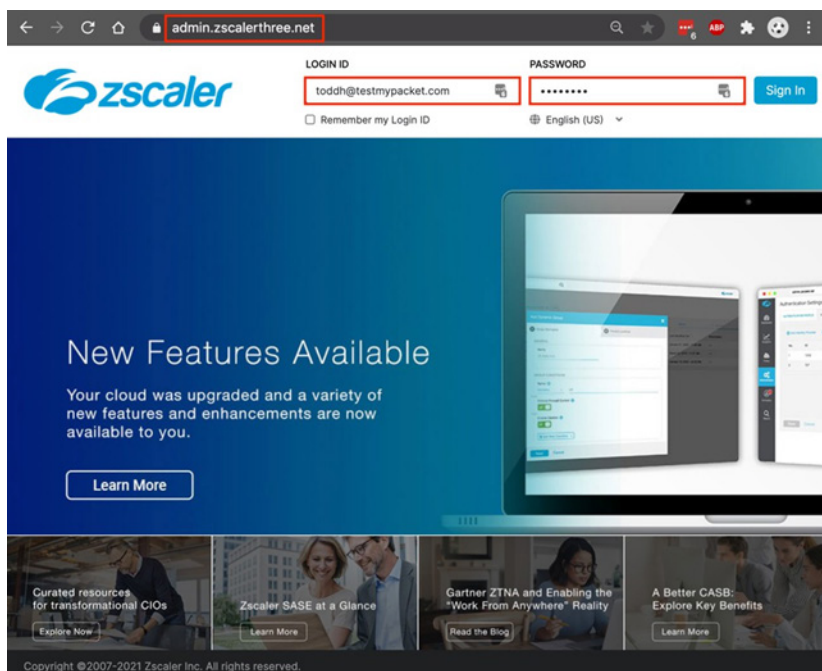 admin.zscalerthree.net
6
ABP
zscaler
LOGIN ID
toddh@testmypacket.com
Remember my Login ID
PASSWORD
••••••••
English (US)
Sign In
New Features Available
Your cloud was upgraded and a variety of
new features and enhancements are now
available to you.
Learn More
Curated resources
for transformational CIOs
Explore Now
Zscaler SASE at a Glance
Learn More
Gartner ZTNA and Enabling the
"Work From Anywhere" Reality
Read the Blog
A Better CASB:
Explore Key Benefits
Learn More
Copyright ©2007-2021 Zscaler Inc. All rights reserved.